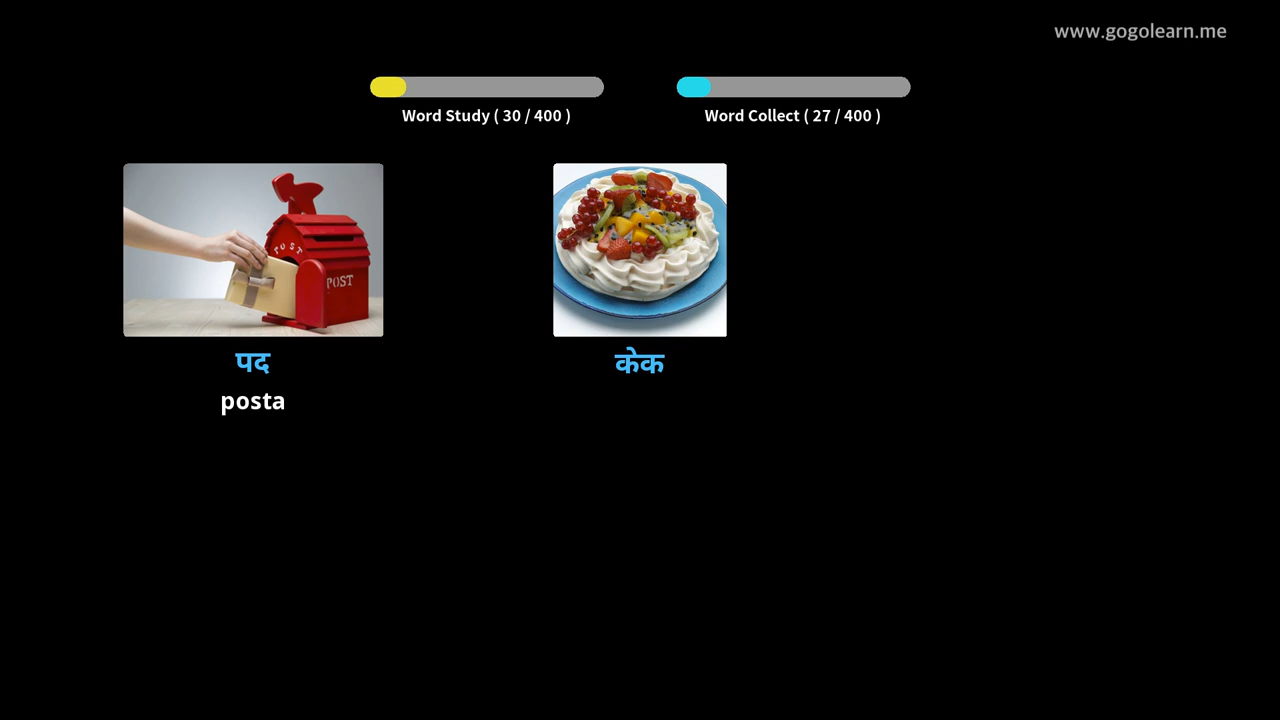 www.gogolearn.me
Word Study ( 30 / 400 )
Word Collect ( 27 / 400 )
POST
POST
पद
केक
posta